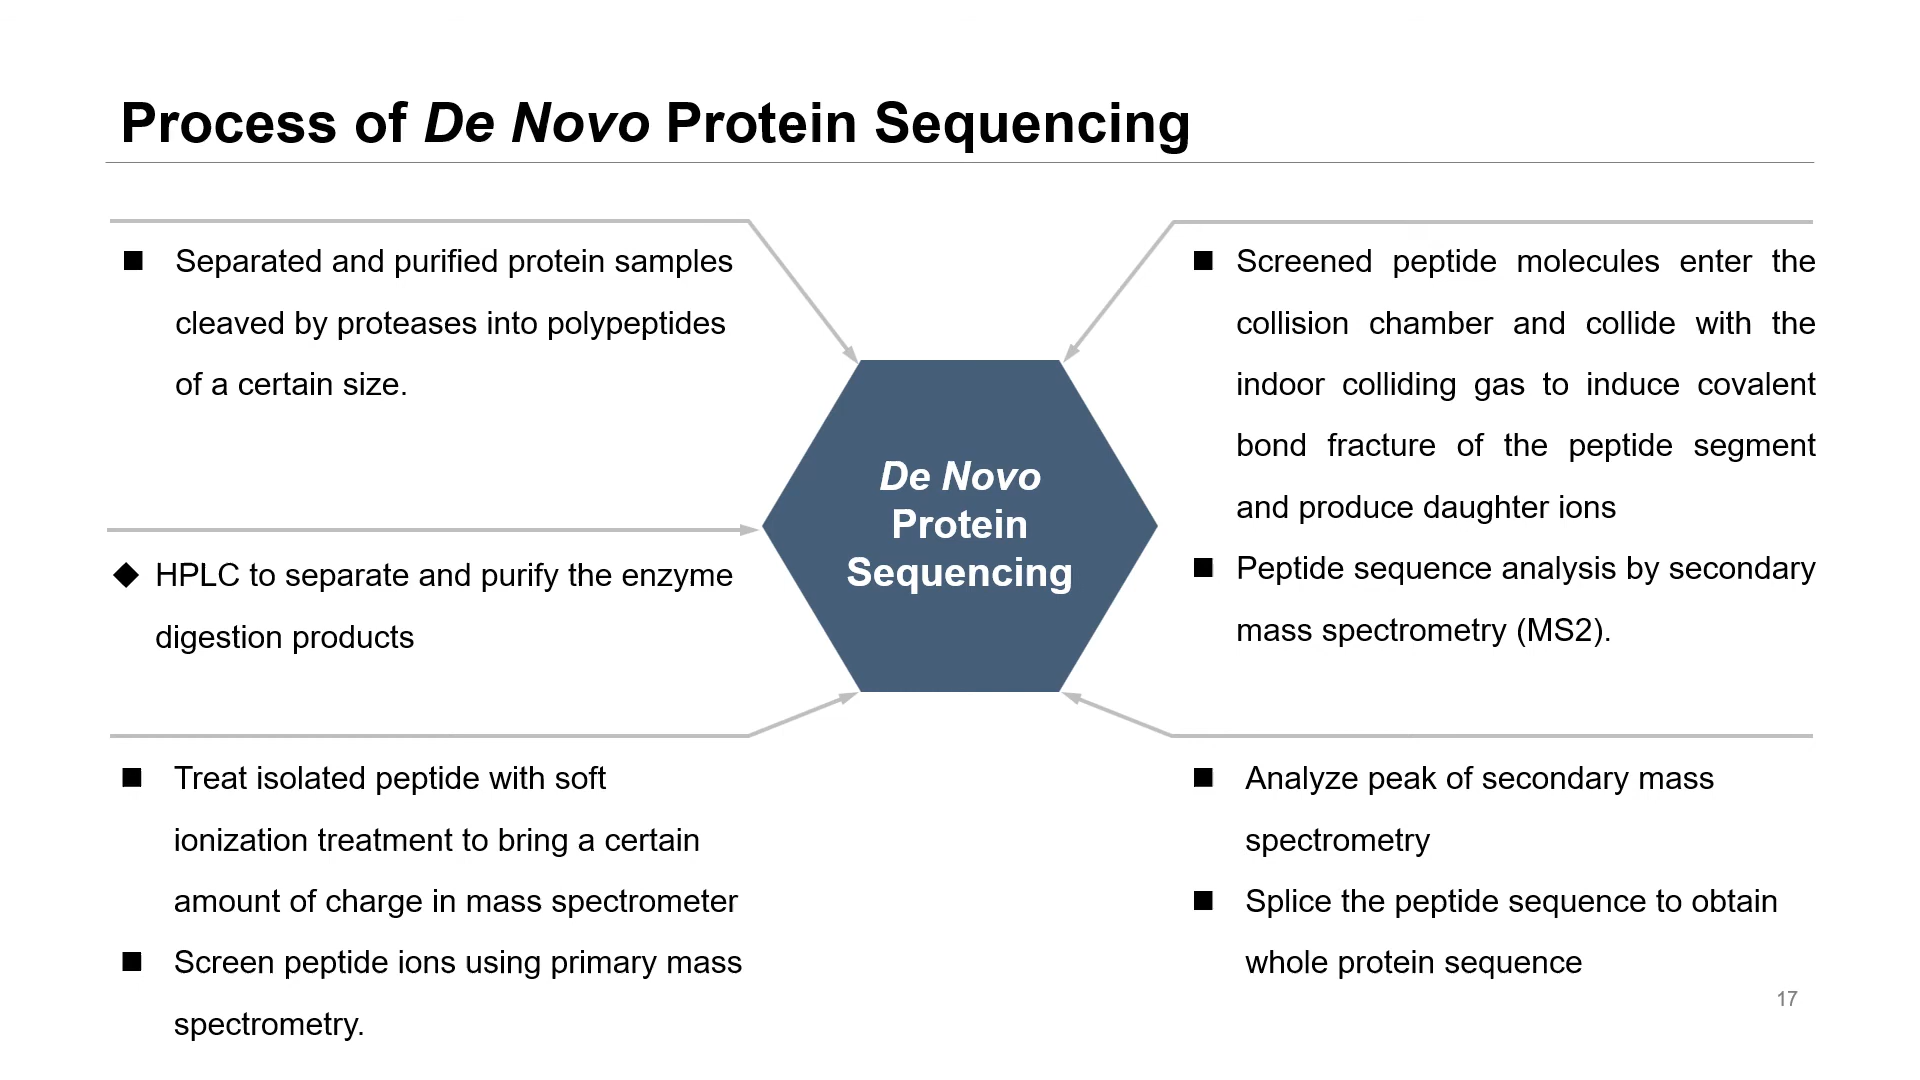 Process of De Novo Protein Sequencing
■ Separated and purified protein samples
cleaved by proteases into polypeptides
of a certain size.
◆ HPLC to separate and purify the enzyme
digestion products
■ Treat isolated peptide with soft
ionization treatment to bring a certain
amount of charge in mass spectrometer
■ Screen peptide ions using primary mass
spectrometry.
De Novo
Protein
Sequencing
■ Screened peptide molecules enter the
collision chamber and collide with the
indoor colliding gas to induce covalent
bond fracture of the peptide segment
and produce daughter ions
■ Peptide sequence analysis by secondary
mass spectrometry (MS2).
■ Analyze peak of secondary mass
spectrometry
■ Splice the peptide sequence to obtain
whole protein sequence
17